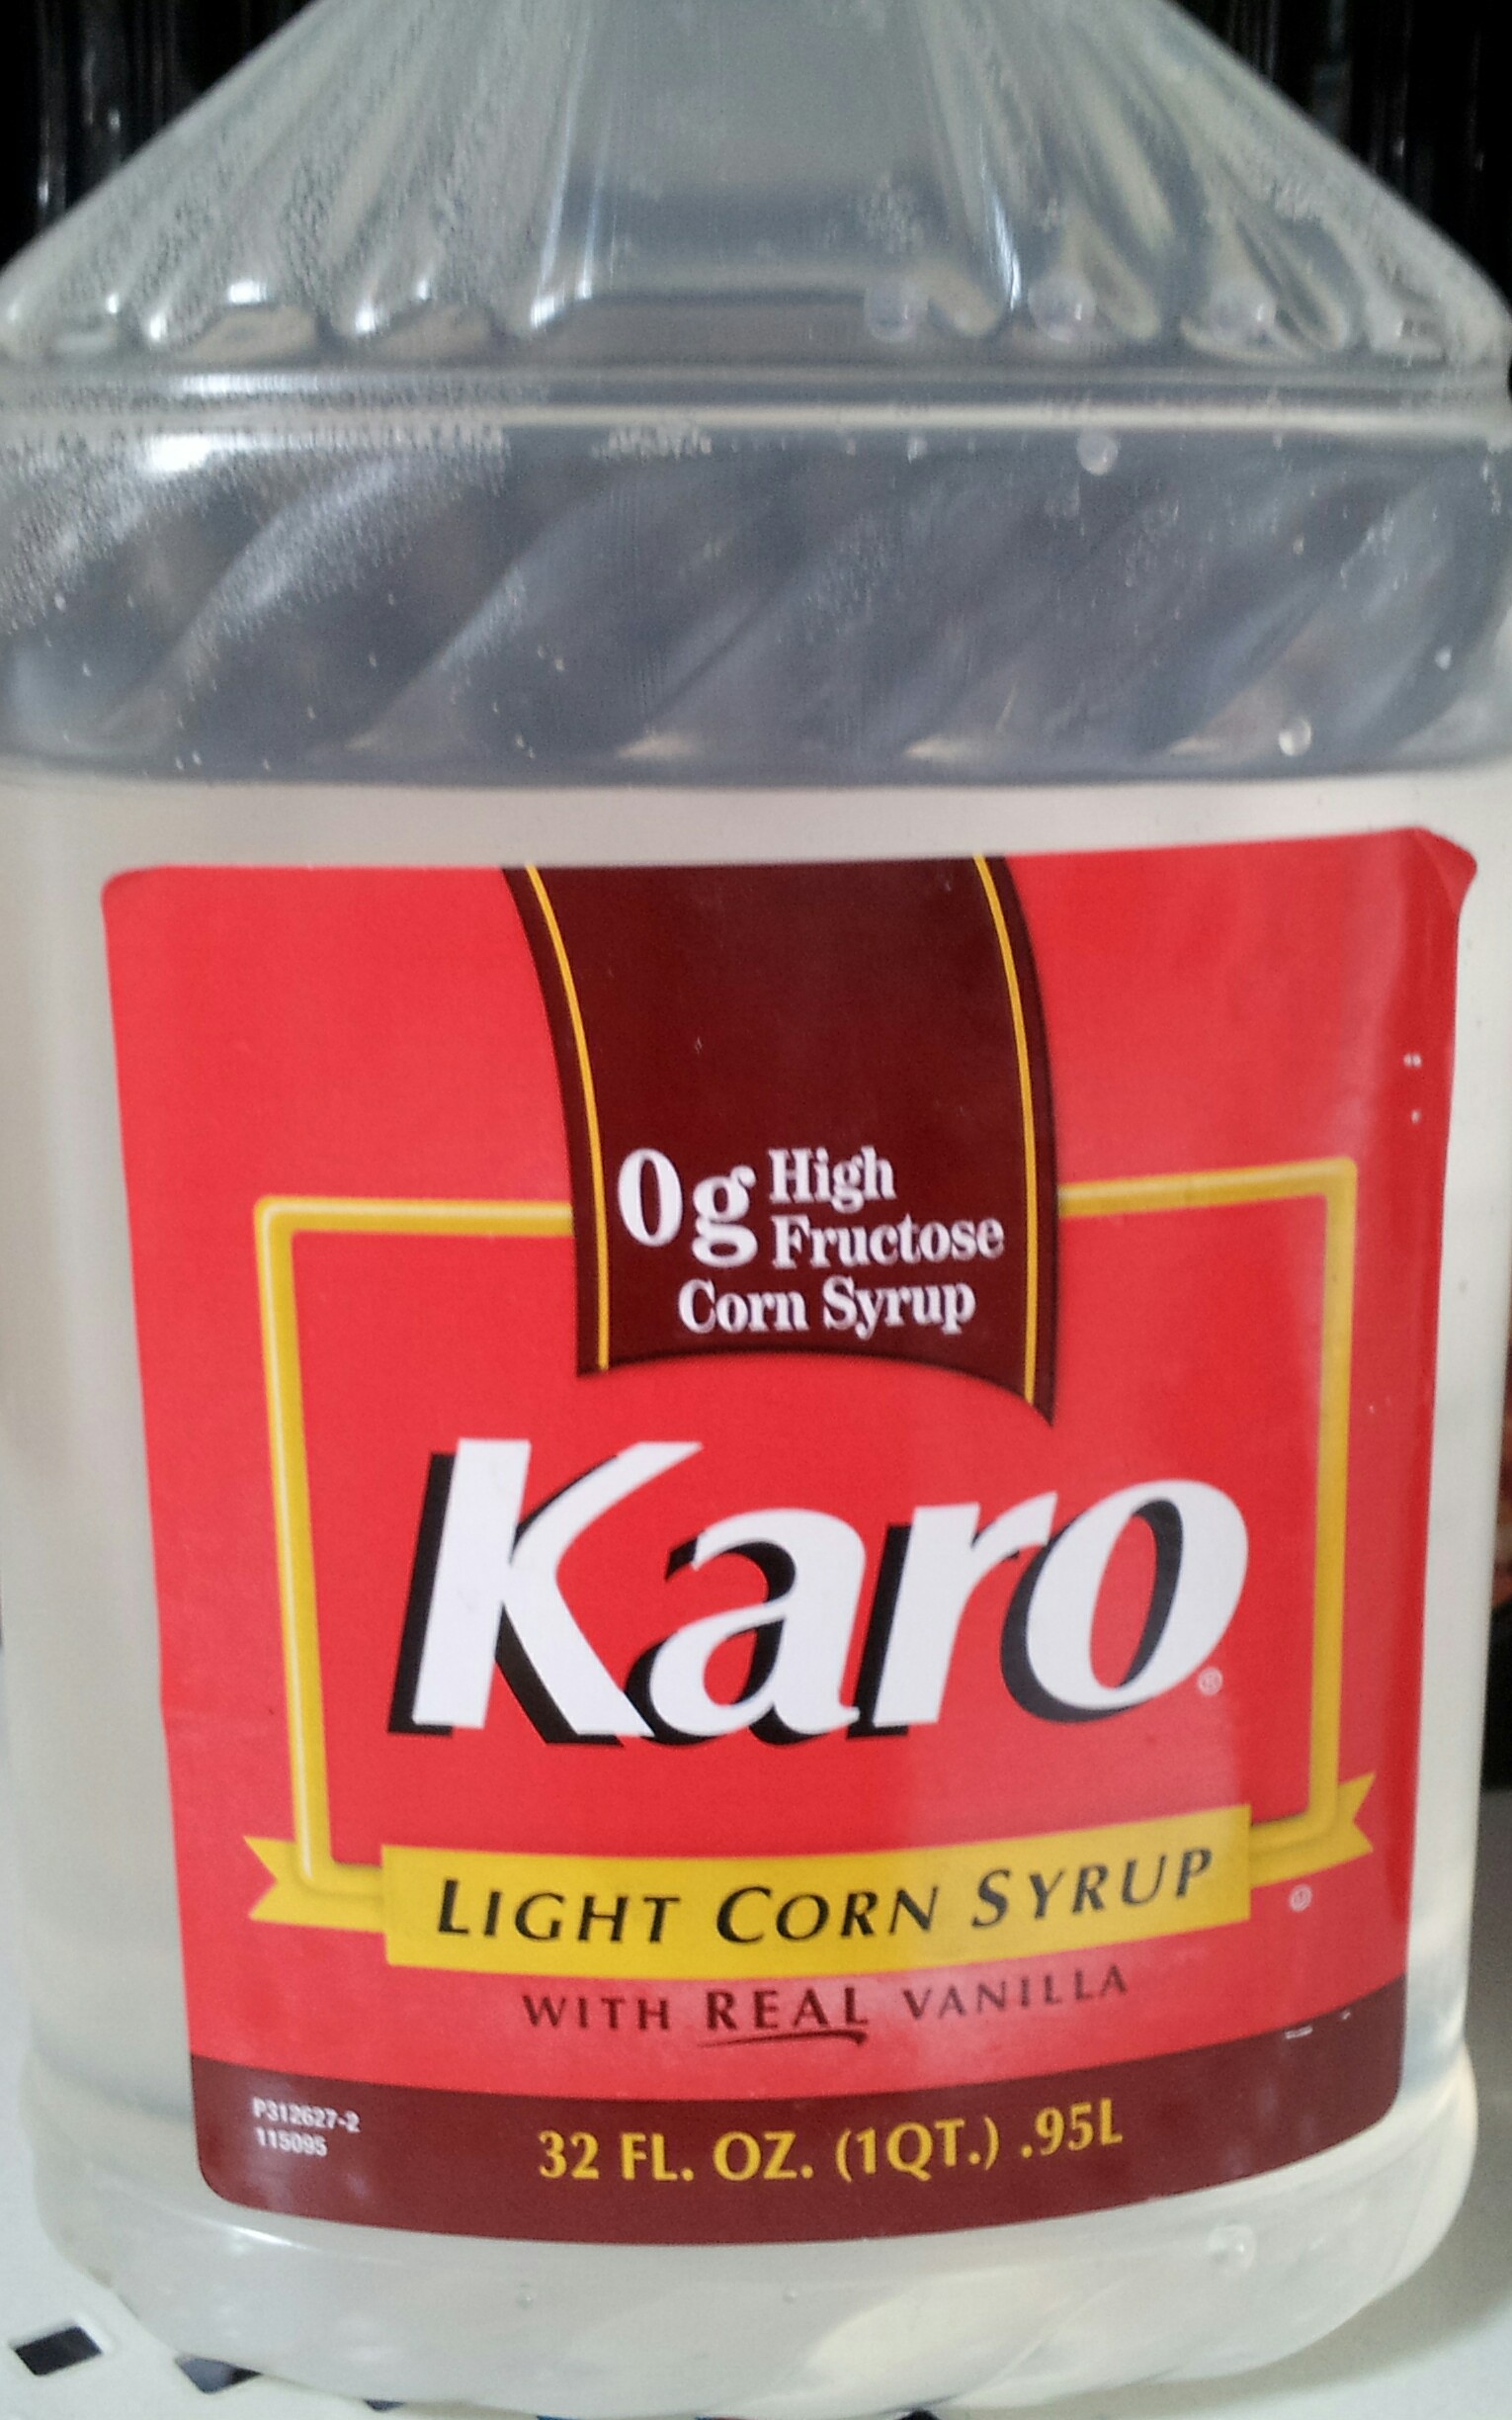 0g High
Fructose
Corn Syrup
Karo®
LIGHT CORN SYRUP
U
WITH REAL VANILLA
P312627-2
115095
32 FL. OZ. (1QT.) .95L